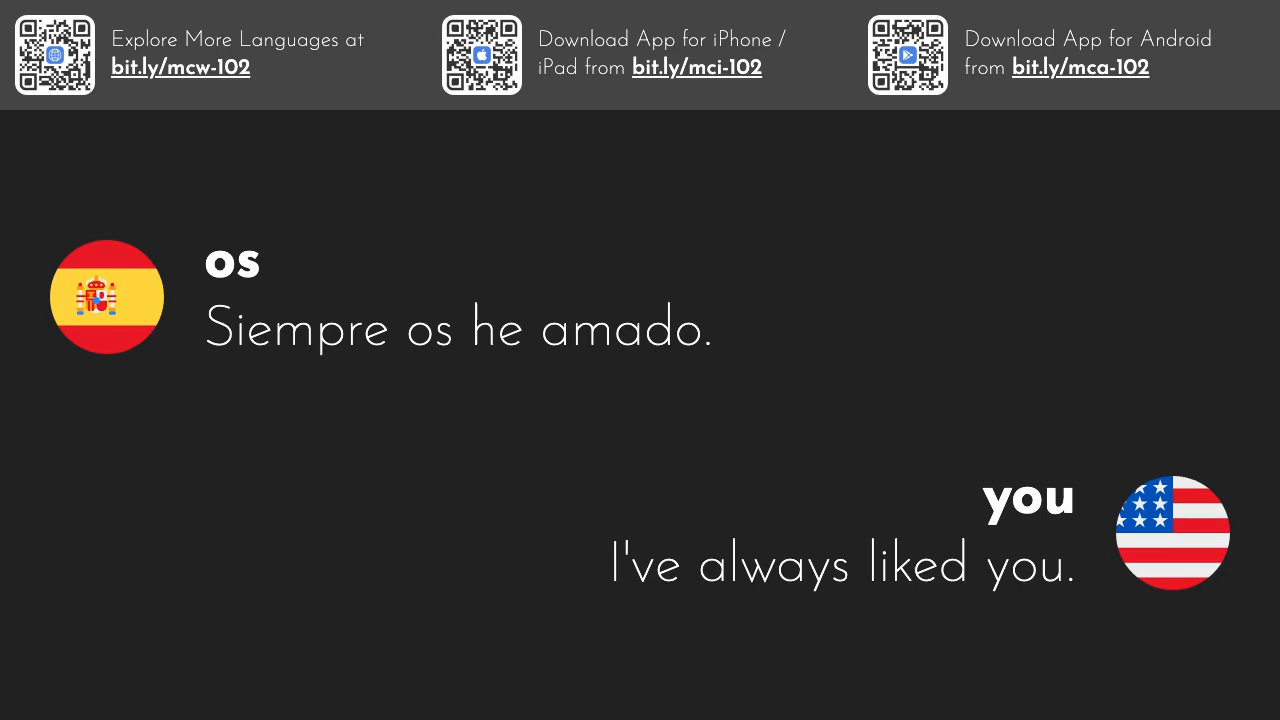 Explore More Languages at
bit.ly/mcw-102
Download App for iPhone /
iPad from bit.ly/mci-102
Download App for Android
from bit.ly/mca-102
os
Siempre os he amado.
you
I've always liked you.